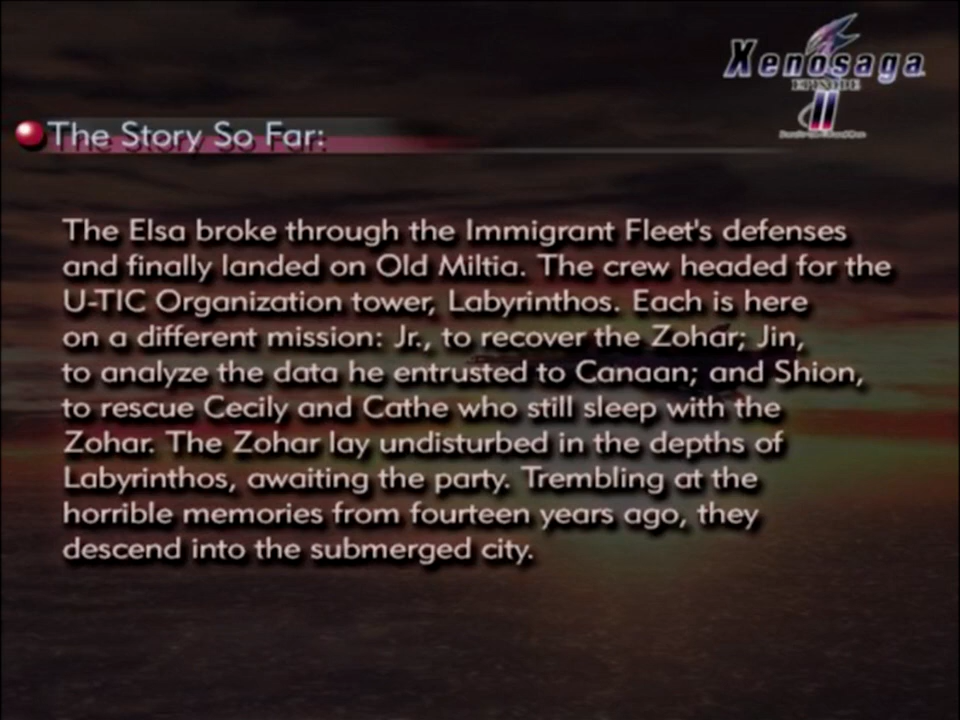 Xenosaga
EPISODE
II
The Story So Far:
The Elsa broke through the Immigrant Fleet's defenses
and finally landed on Old Miltia. The crew headed for the
U-TIC Organization tower, Labyrinthos. Each is here
on a different mission: Jr., to recover the Zohar; Jin,
to analyze the data he entrusted to Canaan; and Shion,
to rescue Cecily and Cathe who still sleep with the
Zohar. The Zohar lay undisturbed in the depths of
Labyrinthos, awaiting the party. Trembling at the
horrible memories from fourteen years ago, they
descend into the submerged city.